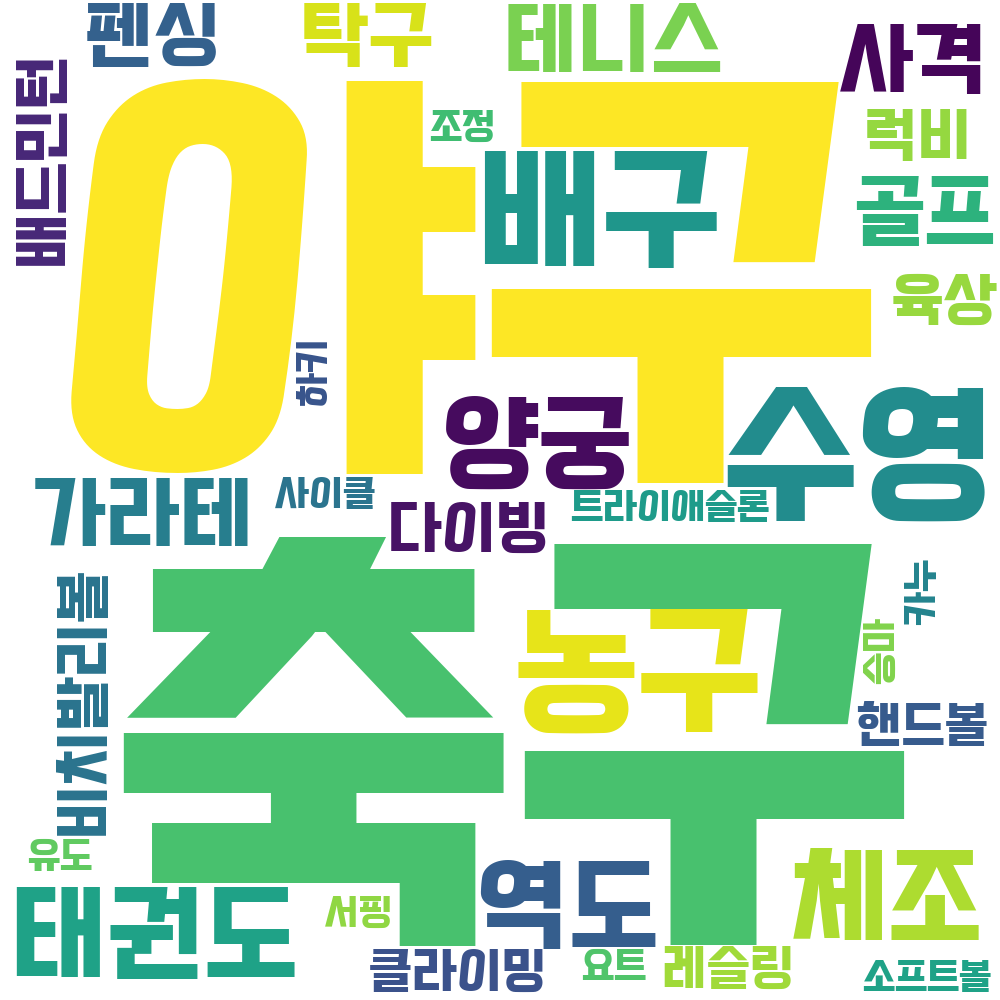 펜싱
탁구
테니스
사격
배드민턴
야구
조정
배구
럭비
골프
육상
하키
양궁
수영
가라테
사이클
다이빙
트라이애슬론
축구
농구
카누
승마
비치발리볼
핸드볼
유도
태권도
서핑
역도
체조
클라이밍
요트
레슬링
소프트볼